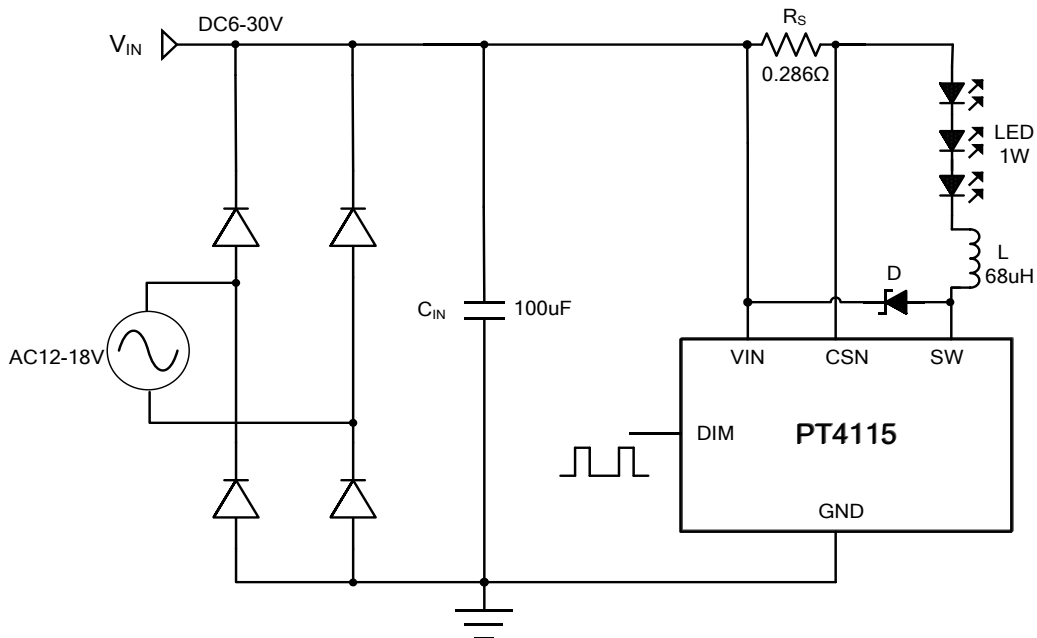 DC6-30V
V_IN
R_S
0.286Ω
LED
1W
L
68uH
D
C_IN
100uF
AC12-18V
VIN
CSN
SW
DIM
PT4115
GND